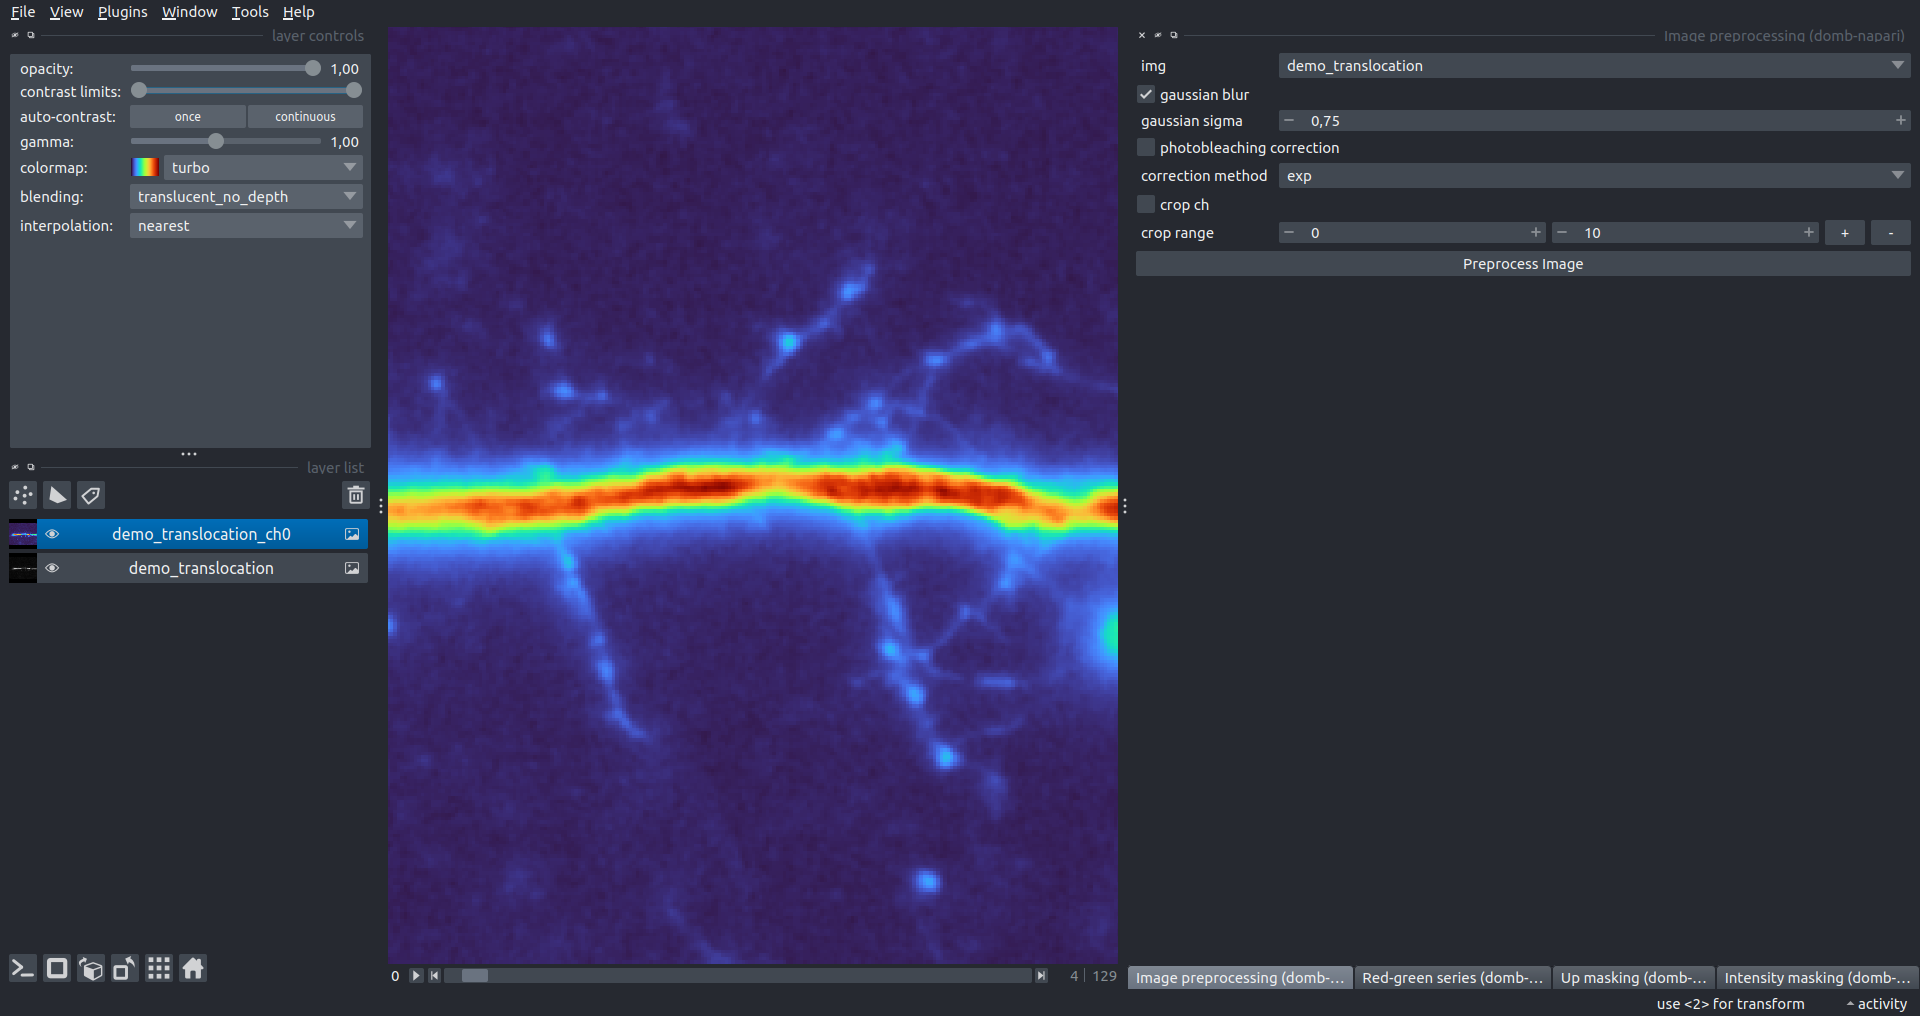 File View Plugins Window Tools Help
layer controls
opacity: 1,00
contrast limits:
auto-contrast: once continuous
gamma: 1,00
colormap: turbo
blending: translucent_no_depth
interpolation: nearest
layer list
demo_translocation_ch0
demo_translocation
0 4 129
Image preprocessing (domb-napari)
img demo_translocation
gaussian blur
gaussian sigma 0,75
photobleaching correction
correction method exp
crop ch
crop range 0 10 + -
Preprocess Image
Image preprocessing (domb-... Red-green series (domb-... Up masking (domb-... Intensity masking (domb-...
use <2> for transform activity